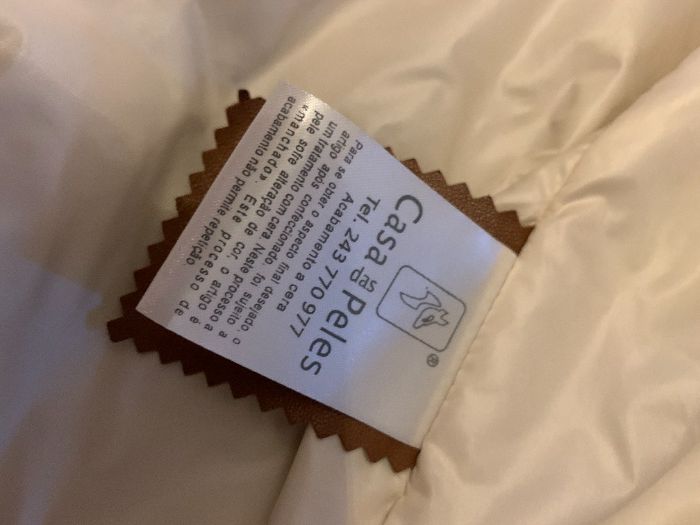 ®
Casa das Peles
Tel. 243 770 977
Acabamento a cera
Para se obter o aspecto final desejado, o
artigo após confeccionado, foi sujeito a
um tratamento com cera. Neste processo a
pele sofre alteração de cor, o artigo é
«manchado». Este processo de
acabamento não permite repetição